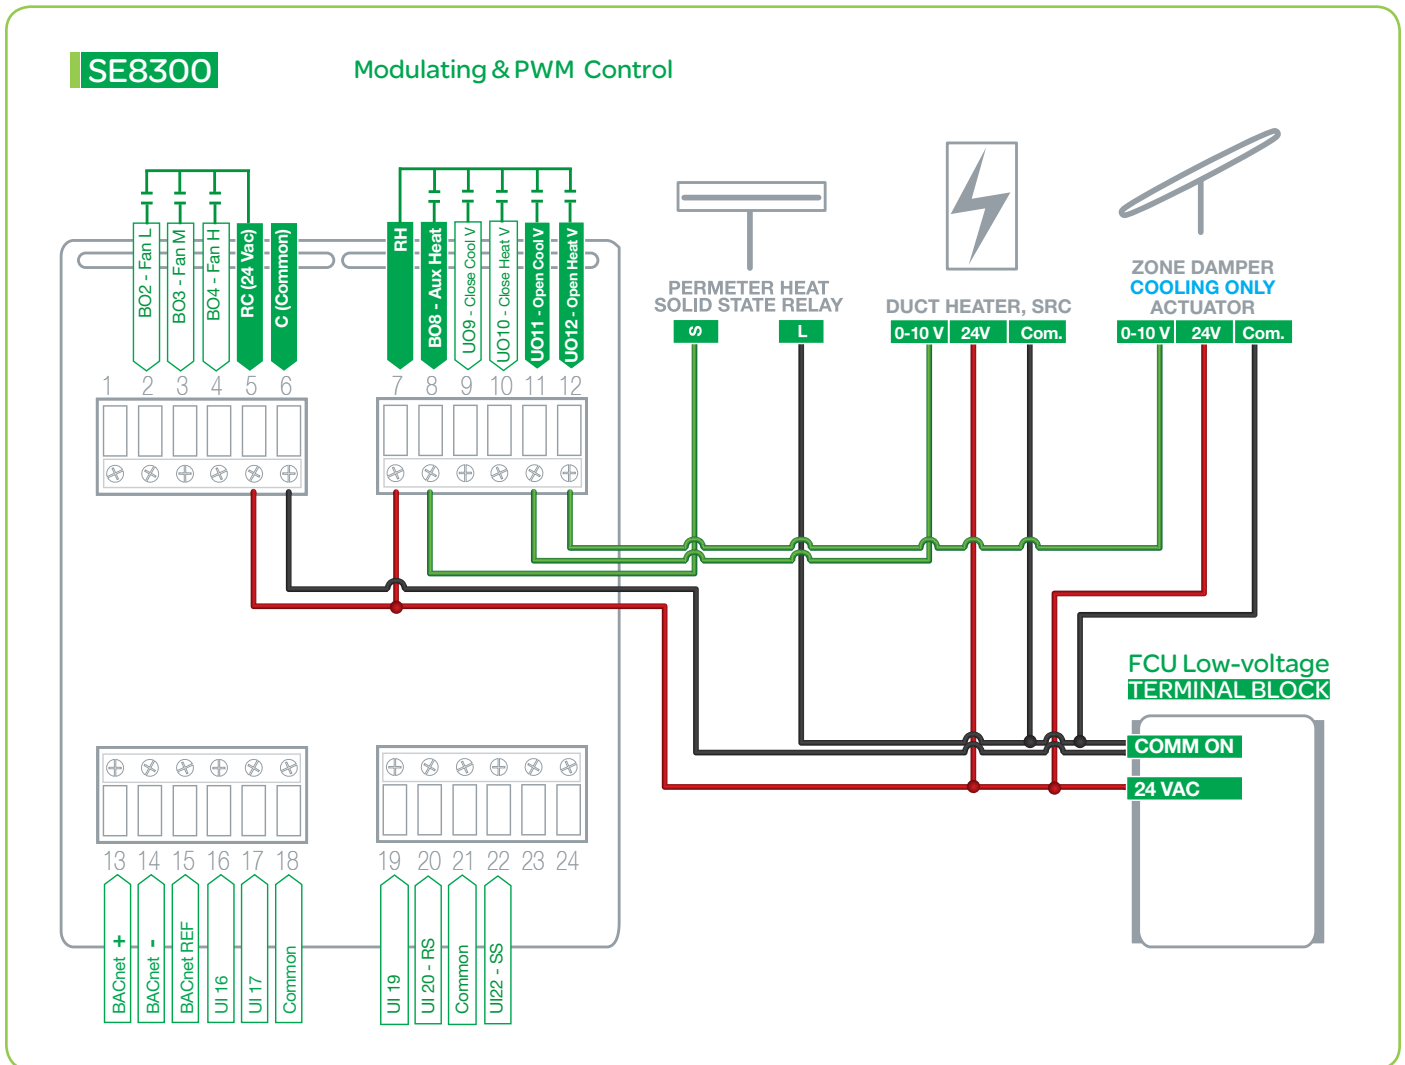 SE8300
Modulating & PWM Control
BO2 - Fan L
BO3 - Fan M
BO4 - Fan H
RC (24 Vac)
C (Common)
RH
BO8 - Aux Heat
UO9 - Close Cool V
UO10 - Close Heat V
UO11 - Open Cool V
UO12 - Open Heat V
1 2 3 4 5 6
7 8 9 10 11 12
PERMETER HEAT
SOLID STATE RELAY
S
L
DUCT HEATER, SRC
0-10 V
24V
Com.
ZONE DAMPER
COOLING ONLY
ACTUATOR
0-10 V
24V
Com.
FCU Low-voltage
TERMINAL BLOCK
COMM ON
24 VAC
13 14 15 16 17 18
19 20 21 22 23 24
BACnet +
BACnet -
BACnet REF
UI 16
UI 17
Common
UI 19
UI 20 - RS
Common
UI22 - SS